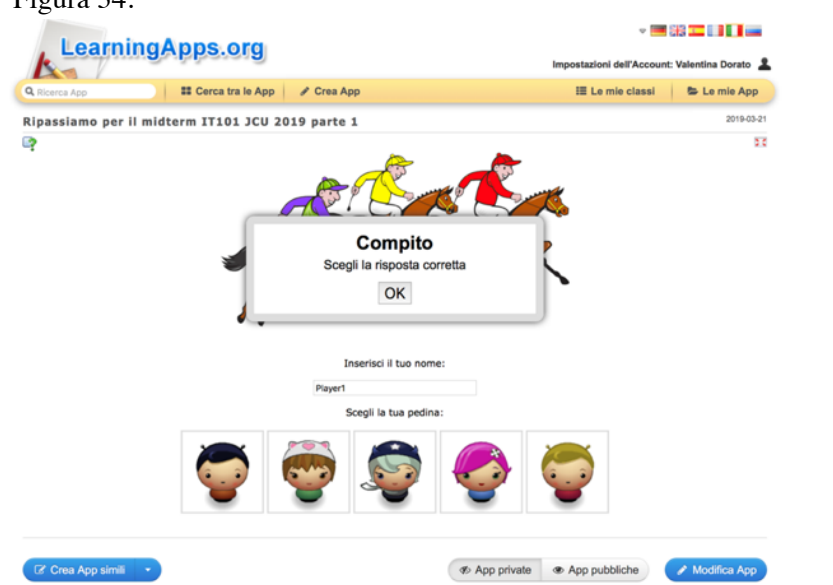 Figura 54:
LearningApps.org
Impostazioni dell'Account: Valentina Dorato
Ricerca App
Cerca tra le App
Crea App
Le mie classi
Le mie App
Ripassiamo per il midterm IT101 JCU 2019 parte 1
2019-03-21
Compito
Scegli la risposta corretta
OK
Inserisci il tuo nome:
Player1
Scegli la tua pedina:
Crea App simili
App private
App pubbliche
Modifica App